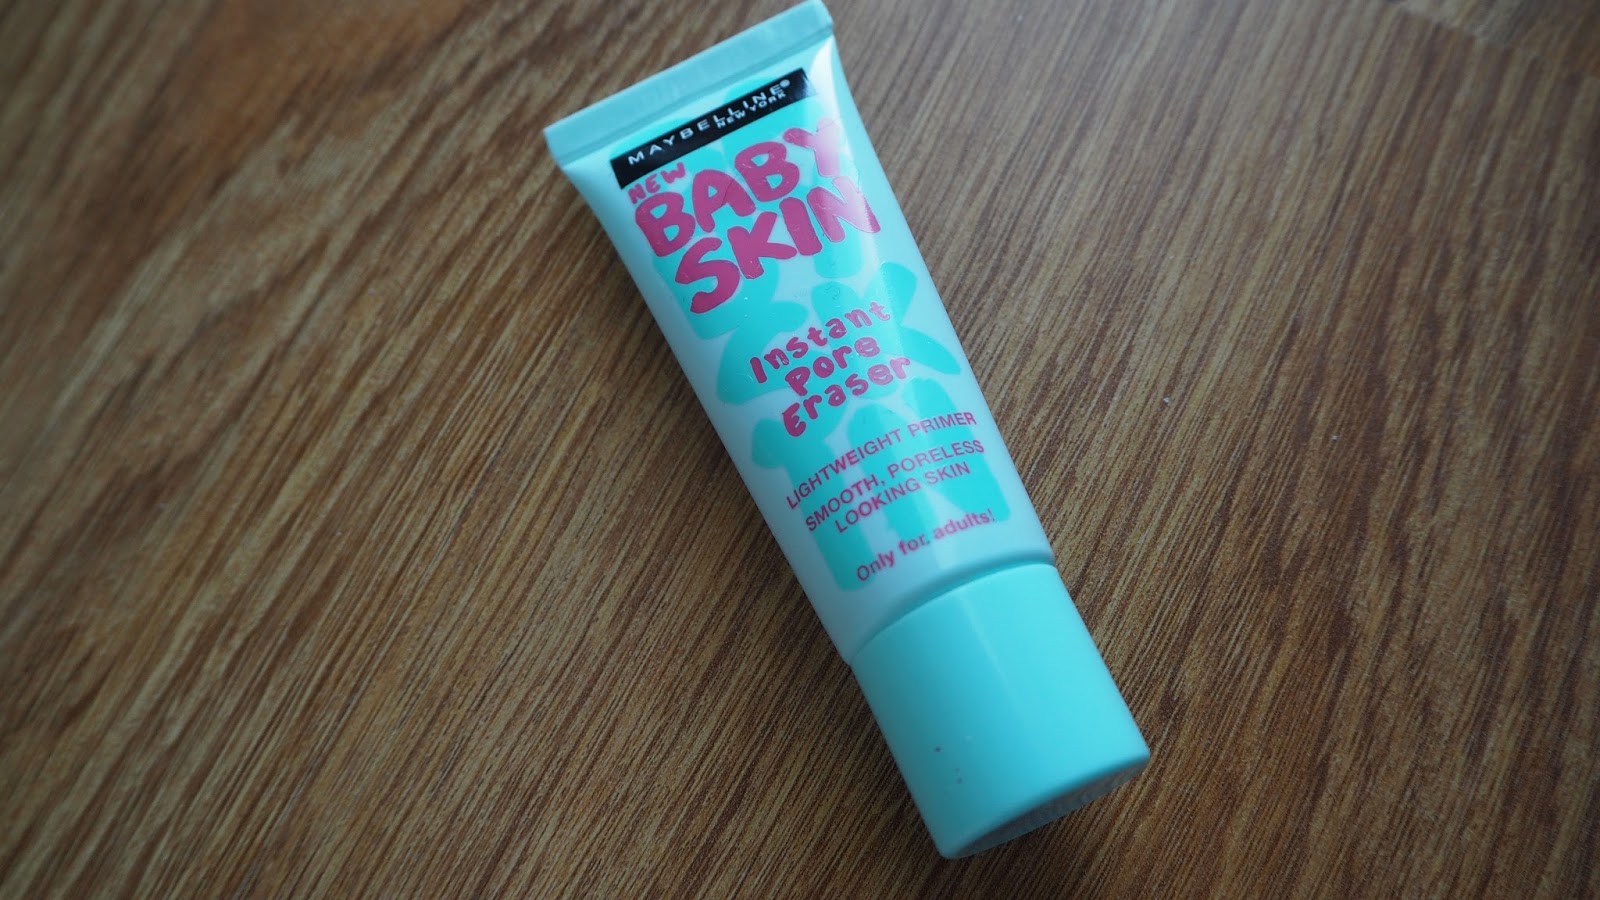 MAYBELLINE®
NEW YORK
NEW
BABY
SKIN
Instant
Pore
Eraser
LIGHTWEIGHT PRIMER
SMOOTH, PORELESS
LOOKING SKIN
Only for adults!